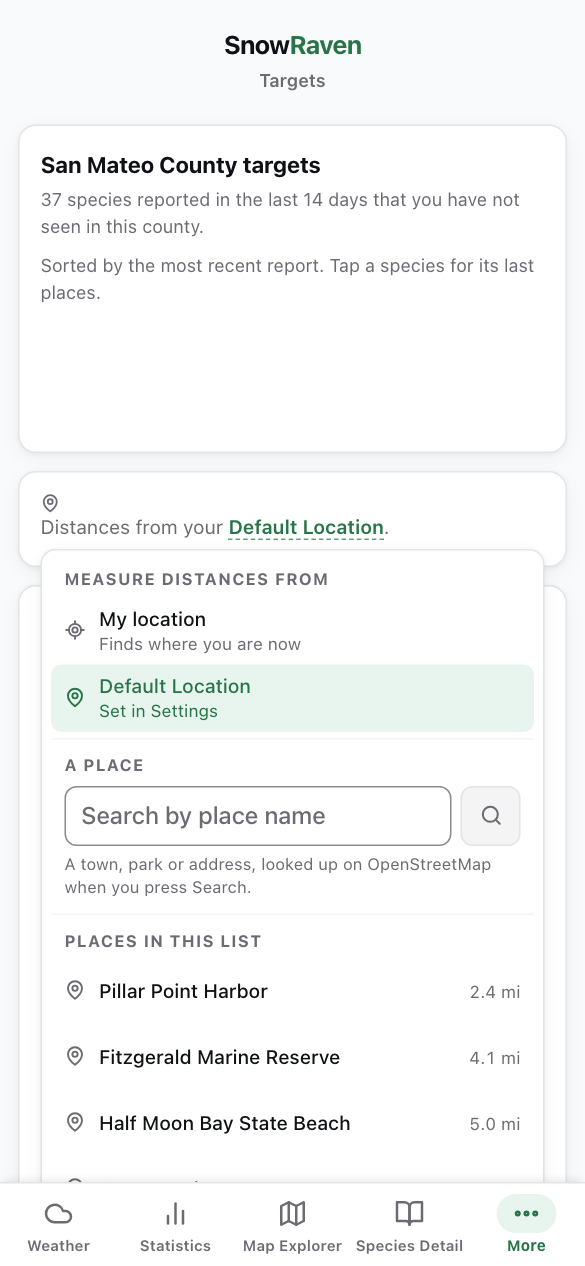 SnowRaven
Targets
San Mateo County targets
37 species reported in the last 14 days that you have not
seen in this county.
Sorted by the most recent report. Tap a species for its last
places.
Distances from your Default Location.
MEASURE DISTANCES FROM
My location
Finds where you are now
Default Location
Set in Settings
A PLACE
Search by place name
A town, park or address, looked up on OpenStreetMap
when you press Search.
PLACES IN THIS LIST
Pillar Point Harbor 2.4 mi
Fitzgerald Marine Reserve 4.1 mi
Half Moon Bay State Beach 5.0 mi
Weather Statistics Map Explorer Species Detail More